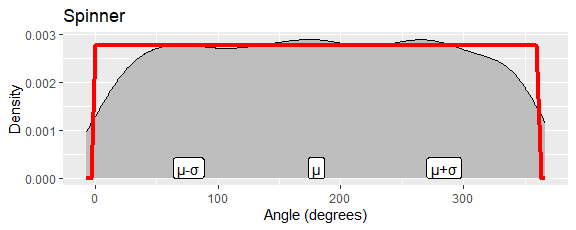 Spinner
0.003
0.002
0.001
0.000
Density
μ-σ
μ
μ+σ
0
100
200
300
Angle (degrees)